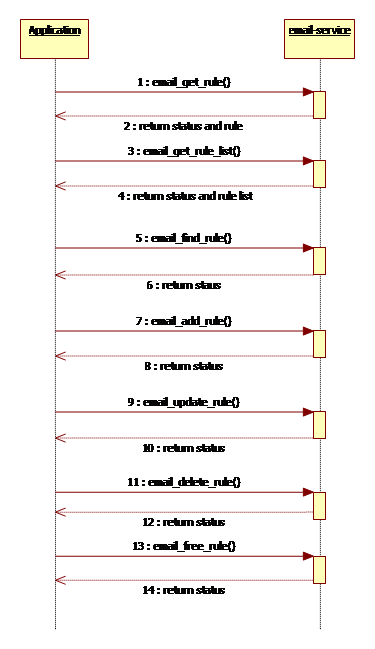 Application
email-service
1 : email_get_rule()
2 : return status and rule
3 : email_get_rule_list()
4 : return status and rule list
5 : email_find_rule()
6 : return staus
7 : email_add_rule()
8 : return status
9 : email_update_rule()
10 : return status
11 : email_delete_rule()
12 : return status
13 : email_free_rule()
14 : return status